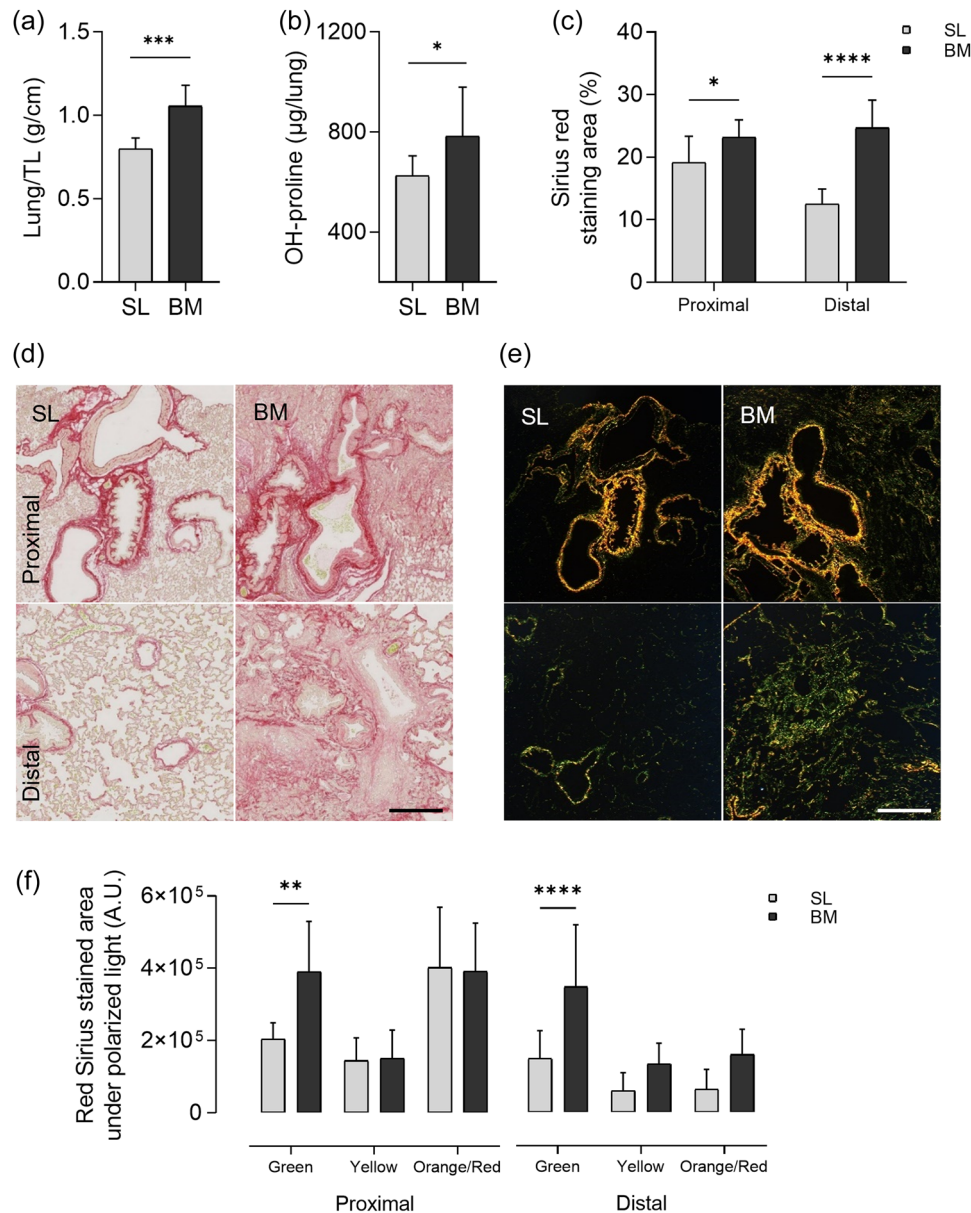 (a)
Lung/TL (g/cm)
1.5
1.0
0.5
0.0
***
SL
BM
(b)
OH-proline (µg/lung)
1200
800
400
*
SL
BM
(c)
Sirius red
staining area (%)
40
30
20
10
0
*
****
Proximal
Distal
SL
BM
(d)
SL
BM
Proximal
Distal
(e)
SL
BM
(f)
Red Sirius stained area
under polarized light (A.U.)
6×10⁵
4×10⁵
2×10⁵
0
**
****
SL
BM
Green
Yellow
Orange/Red
Green
Yellow
Orange/Red
Proximal
Distal